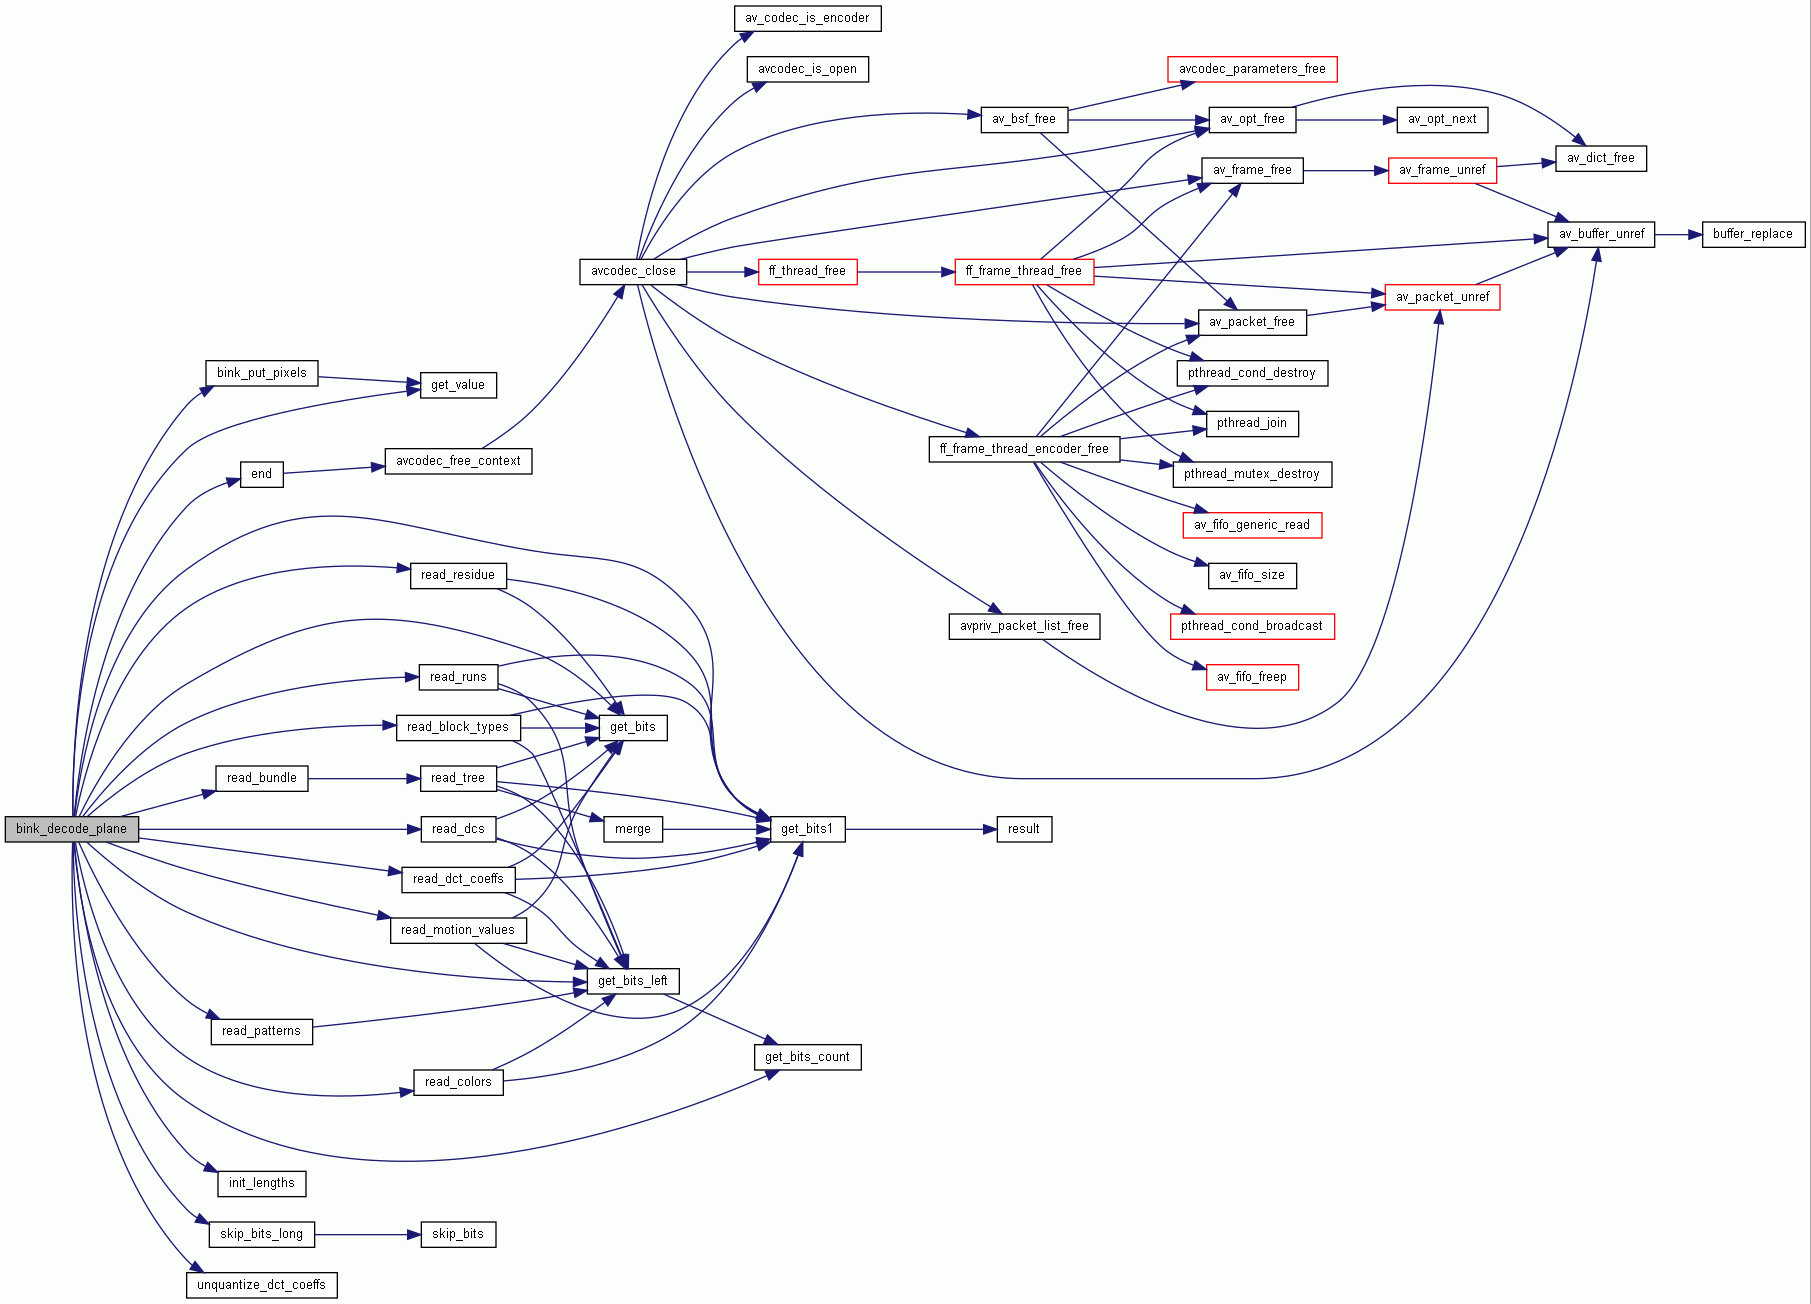 av_codec_is_encoder
avcodec_is_open
avcodec_parameters_free
av_bsf_free
av_opt_free
av_opt_next
av_dict_free
av_frame_free
av_frame_unref
av_buffer_unref
buffer_replace
avcodec_close
ff_thread_free
ff_frame_thread_free
av_packet_unref
av_packet_free
bink_put_pixels
get_value
pthread_cond_destroy
pthread_join
end
avcodec_free_context
ff_frame_thread_encoder_free
pthread_mutex_destroy
av_fifo_generic_read
read_residue
av_fifo_size
avpriv_packet_list_free
pthread_cond_broadcast
read_runs
av_fifo_freep
read_block_types
get_bits
read_bundle
read_tree
bink_decode_plane
read_dcs
merge
get_bits1
result
read_dct_coeffs
read_motion_values
get_bits_left
read_patterns
get_bits_count
read_colors
init_lengths
skip_bits_long
skip_bits
unquantize_dct_coeffs